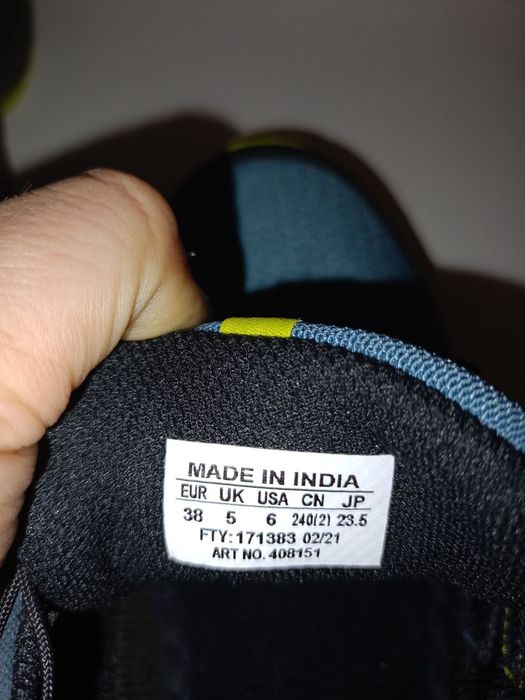 MADE IN INDIA
EUR UK USA CN JP
38 5 6 240(2) 23.5
FTY:171383 02/21
ART NO. 408151